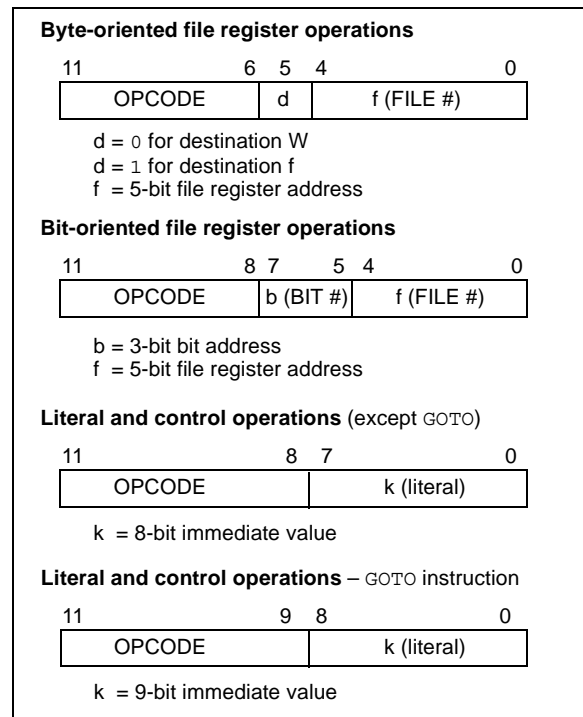 Byte-oriented file register operations
11 6 5 4 0
OPCODE d f (FILE #)
d = 0 for destination W
d = 1 for destination f
f = 5-bit file register address
Bit-oriented file register operations
11 8 7 5 4 0
OPCODE b (BIT #) f (FILE #)
b = 3-bit bit address
f = 5-bit file register address
Literal and control operations (except GOTO)
11 8 7 0
OPCODE k (literal)
k = 8-bit immediate value
Literal and control operations – GOTO instruction
11 9 8 0
OPCODE k (literal)
k = 9-bit immediate value